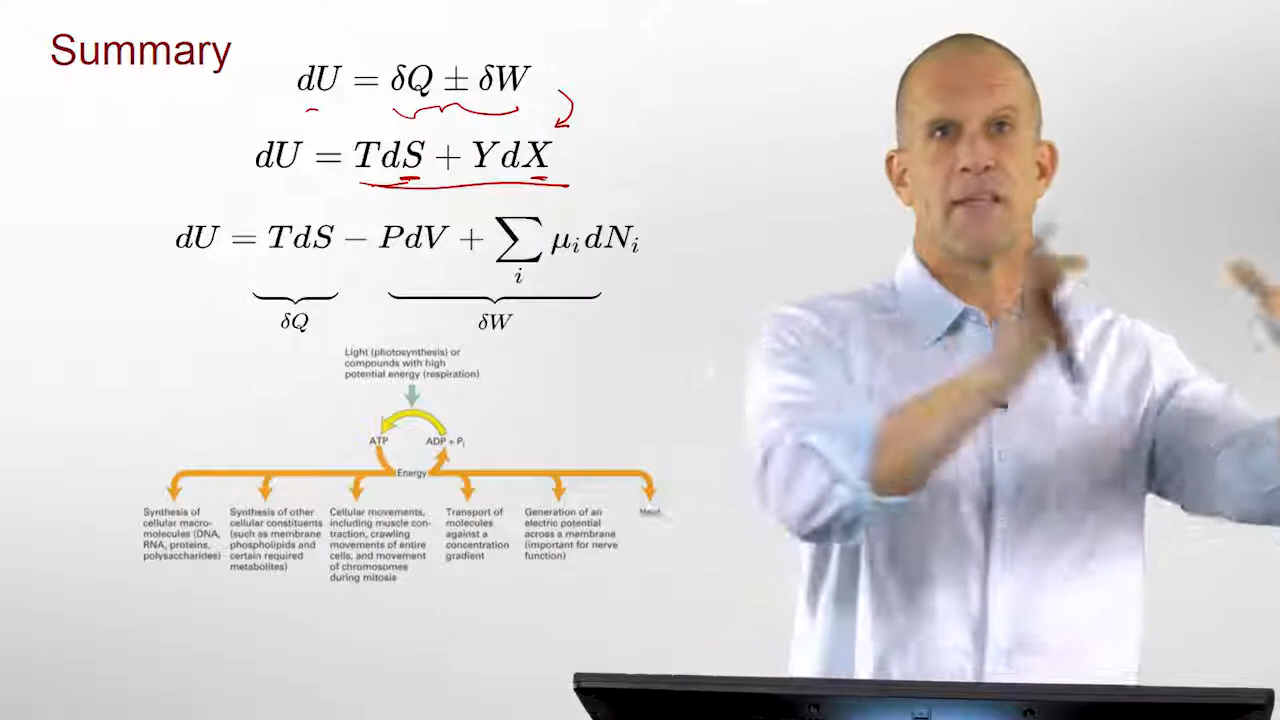 Summary
dU = δQ ± δW
dU = TdS + YdX
dU = TdS − PdV + ∑ᵢ μᵢdNᵢ
δQ
δW
Light (photosynthesis) or
compounds with high
potential energy (respiration)
ATP
ADP + Pᵢ
Energy
Synthesis of
cellular macro-
molecules (DNA,
RNA, proteins,
polysaccharides)
Synthesis of other
cellular constituents
(such as membrane
phospholipids and
certain required
metabolites)
Cellular movements,
including muscle con-
traction, crawling
movements of entire
cells, and movement
of chromosomes
during mitosis
Transport of
molecules
against a
concentration
gradient
Generation of an
electric potential
across a membrane
(important for nerve
function)
Heat